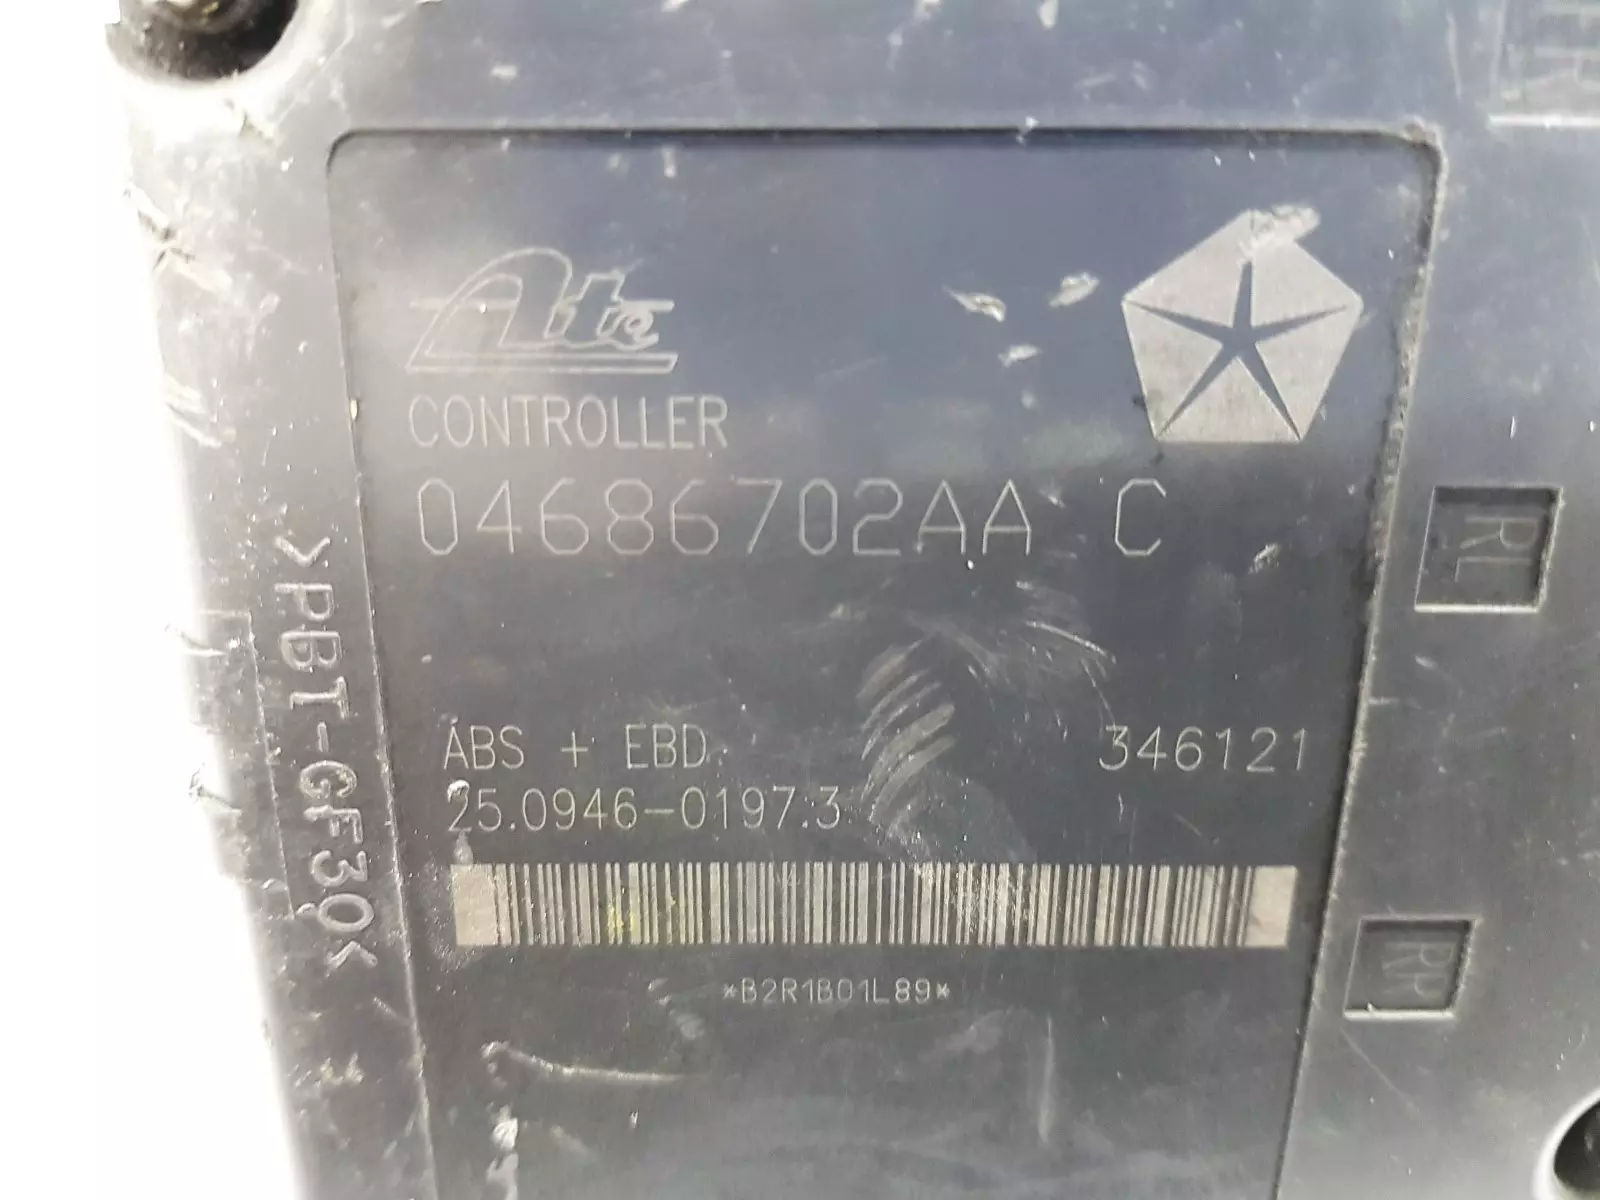 Ate
CONTROLLER
04686702AA C
ABS + EBD 346121
25.0946-0197.3
*B2R1B01L89*
>PBT-GF30<
RL
RR